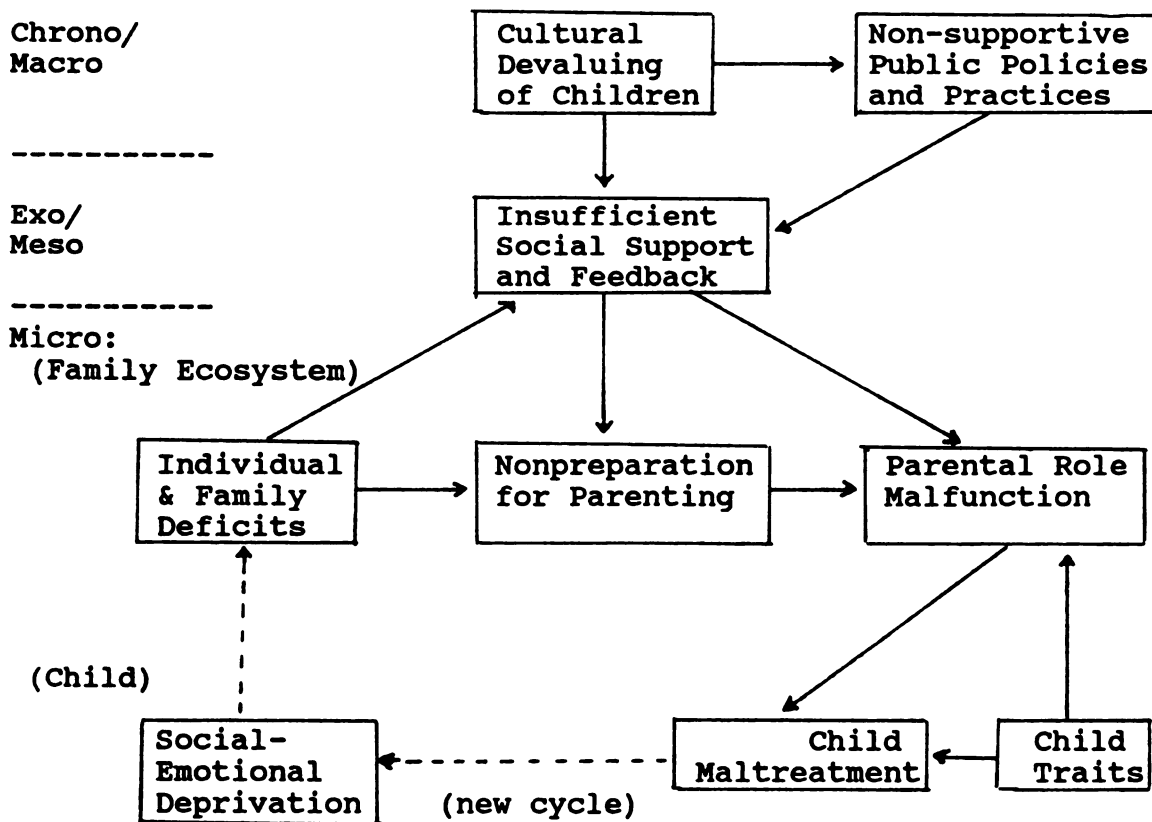 Chrono/
Macro
Cultural
Devaluing
of Children
Non-supportive
Public Policies
and Practices
Exo/
Meso
Insufficient
Social Support
and Feedback
Micro:
(Family Ecosystem)
Individual
& Family
Deficits
Nonpreparation
for Parenting
Parental Role
Malfunction
(Child)
Social-
Emotional
Deprivation
(new cycle)
Child
Maltreatment
Child
Traits